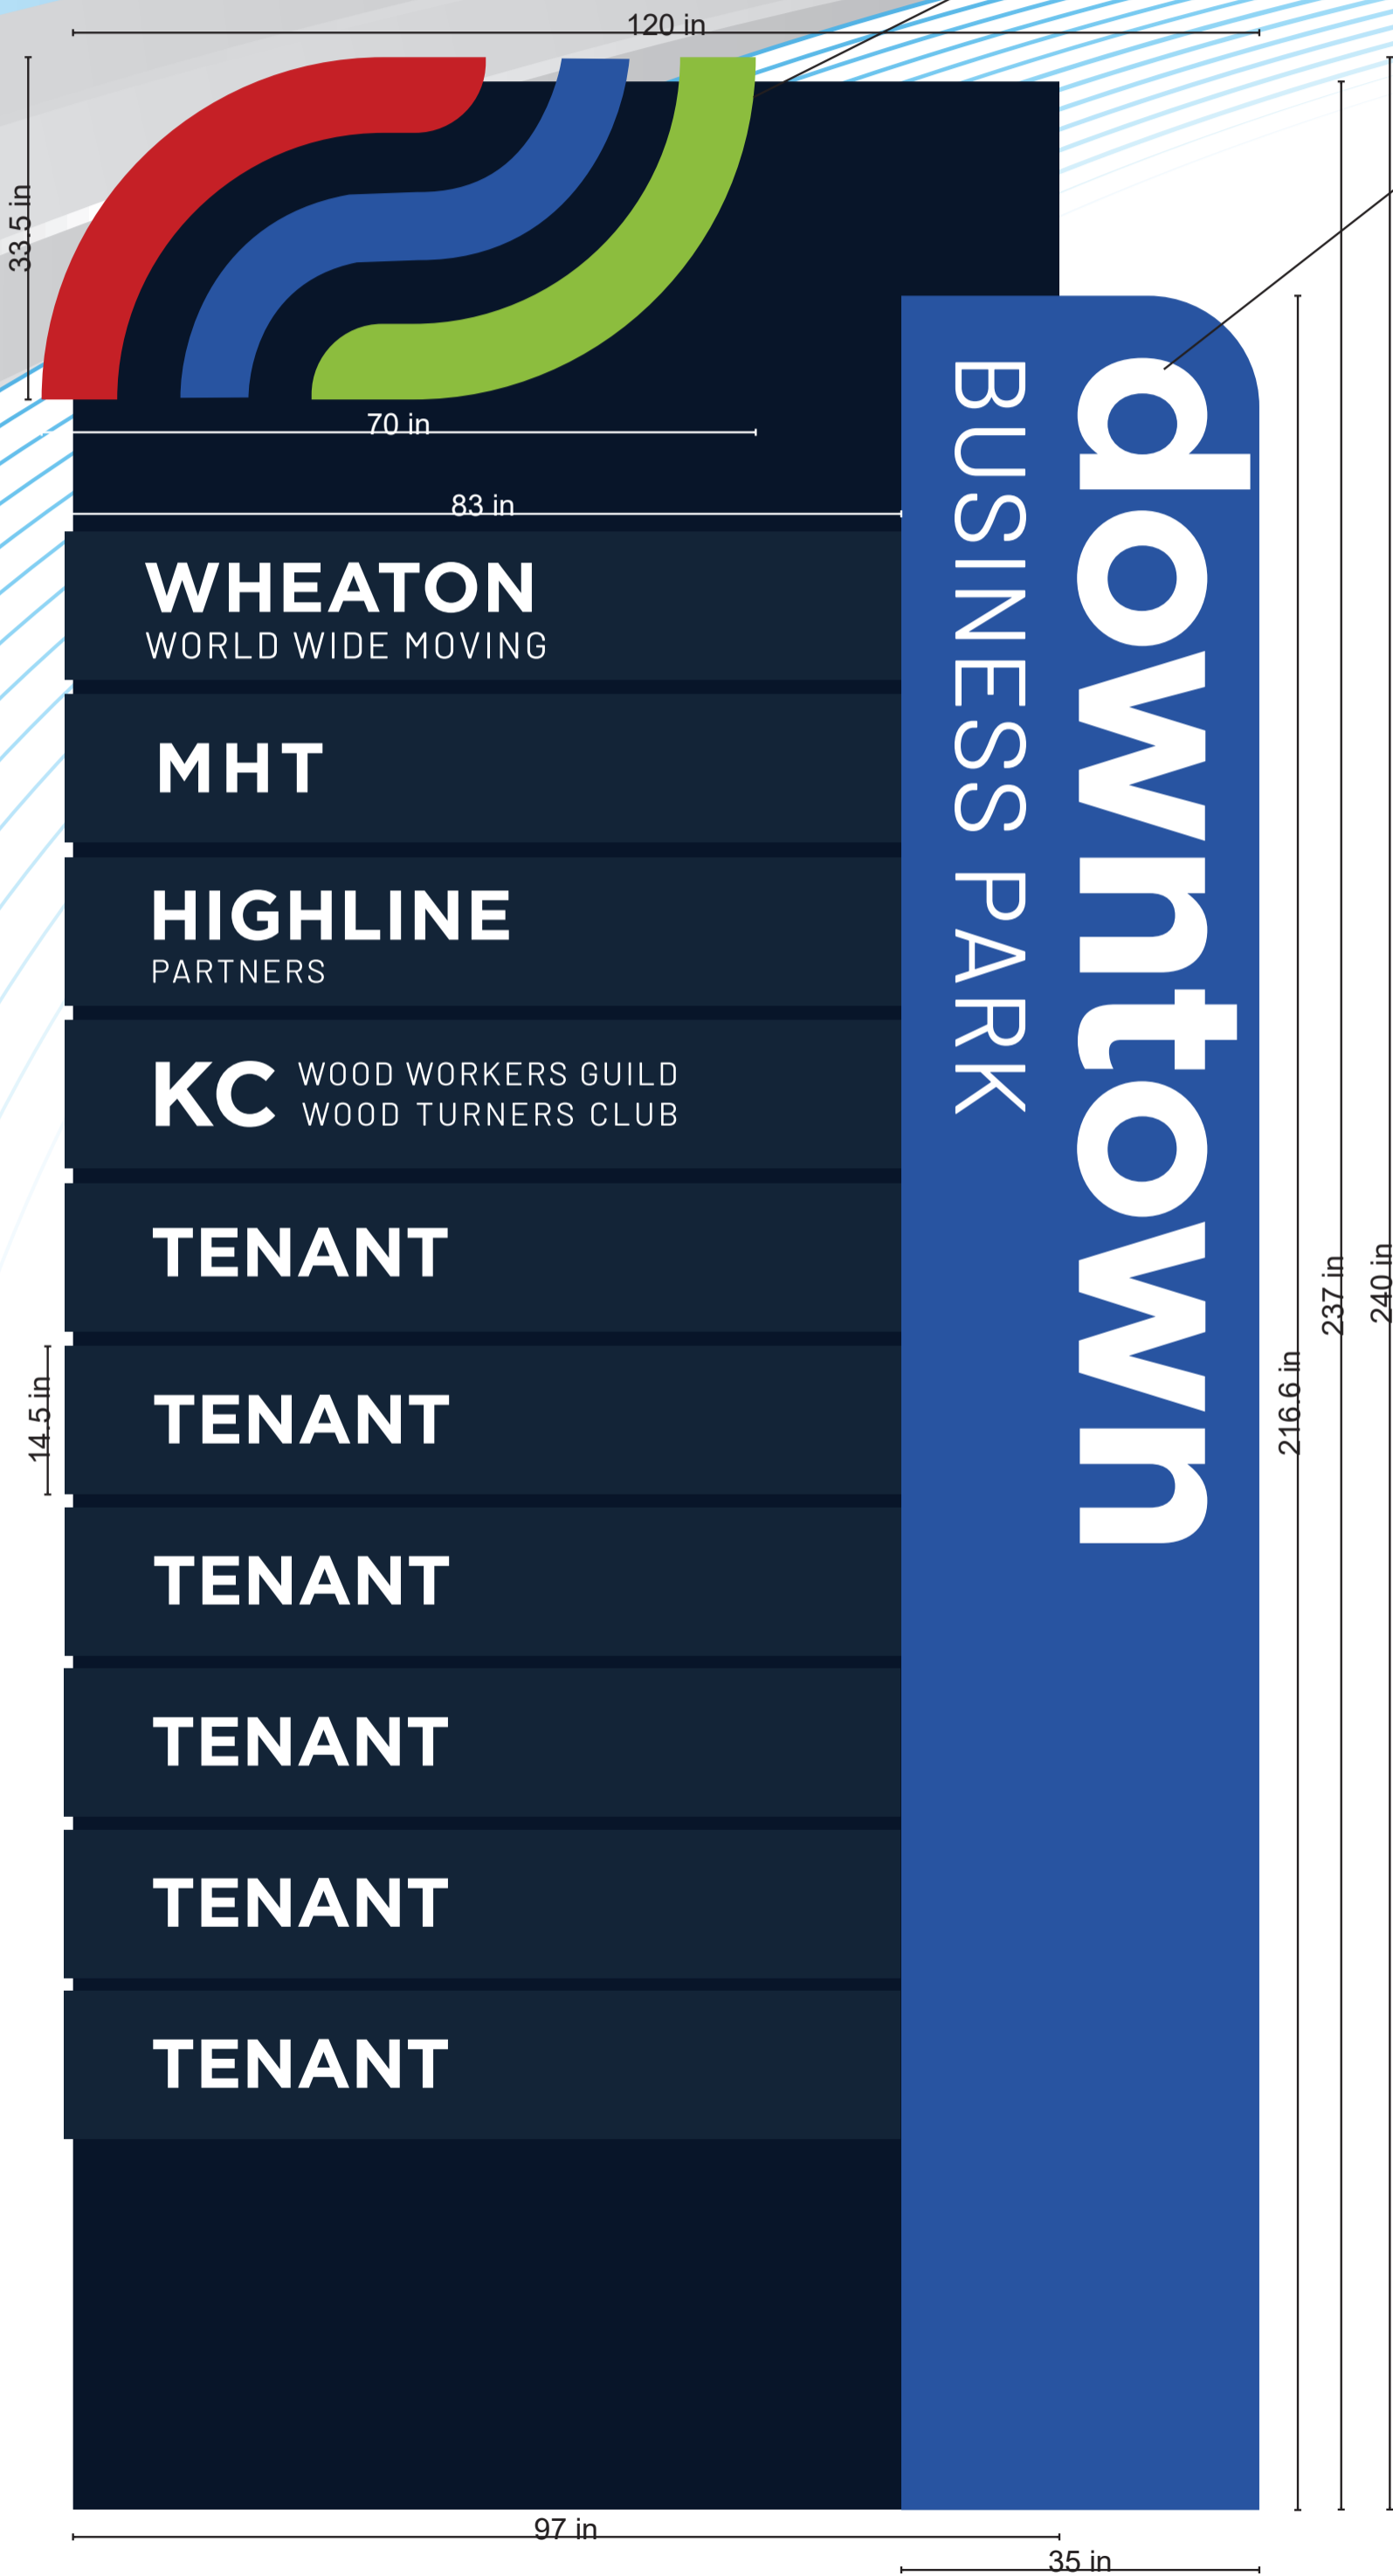 120 in
33.5 in
70 in
83 in
WHEATON
WORLD WIDE MOVING
MHT
HIGHLINE
PARTNERS
KC WOOD WORKERS GUILD
WOOD TURNERS CLUB
TENANT
TENANT
TENANT
TENANT
TENANT
TENANT
14.5 in
BUSINESS PARK
downtown
216.6 in
237 in
240 in
97 in
35 in